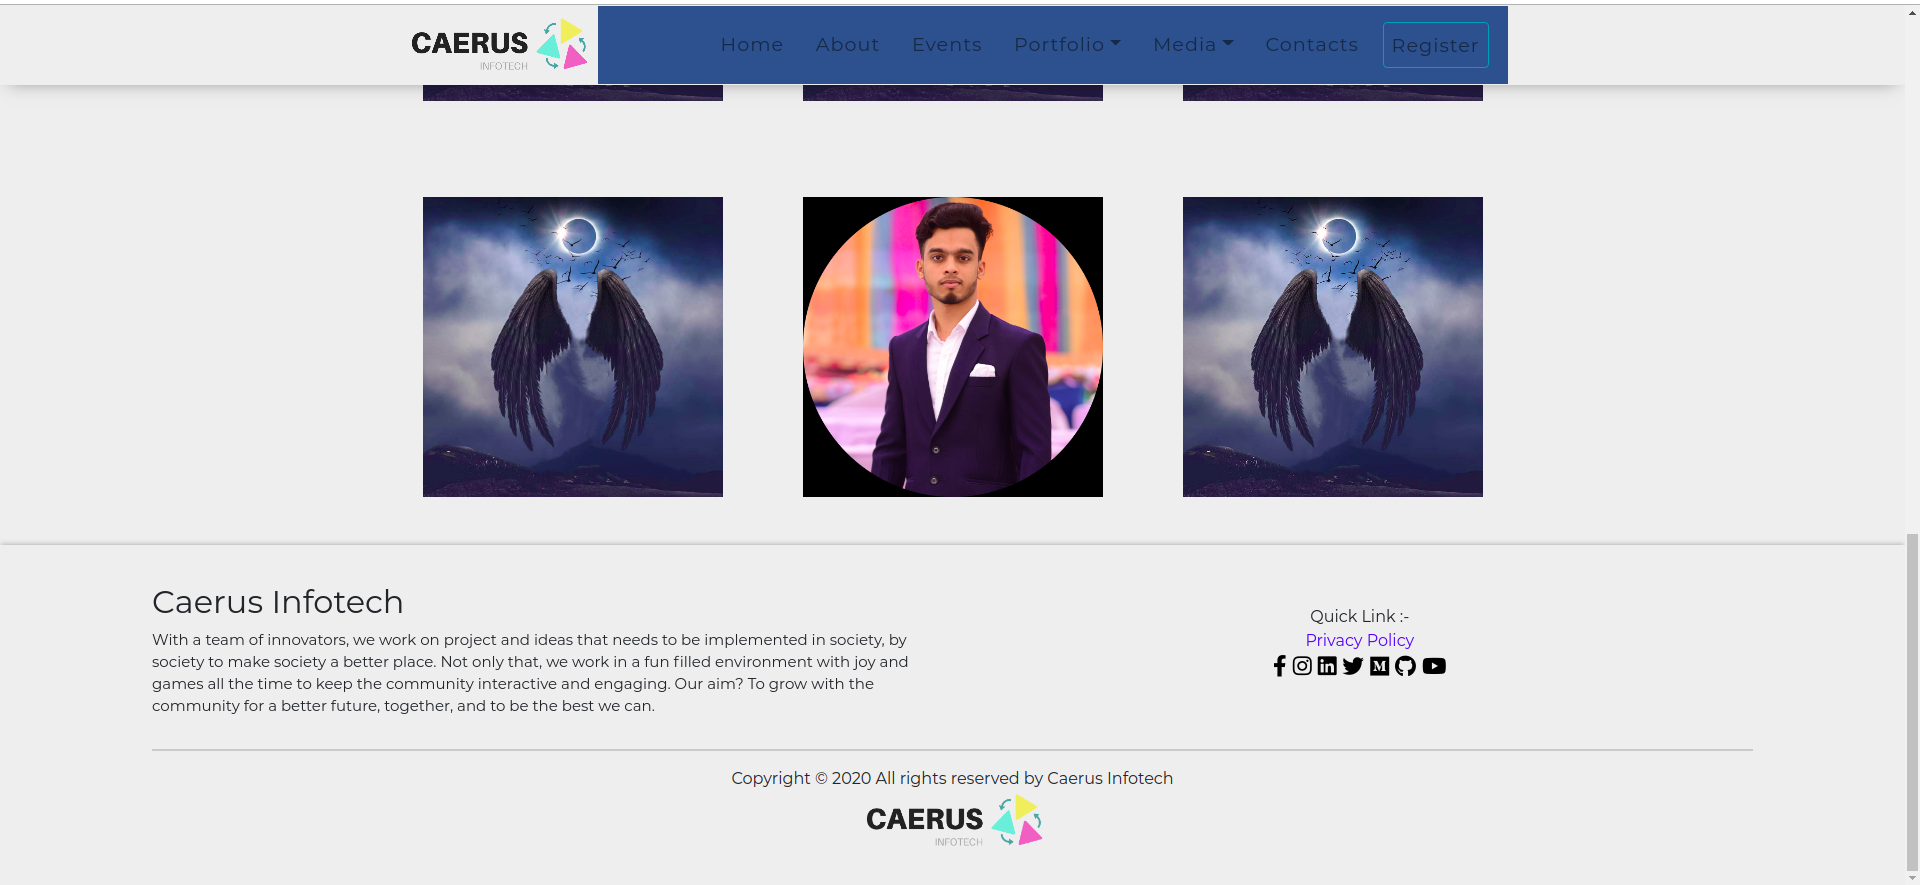 CAERUS
INFOTECH
Home About Events Portfolio Media Contacts Register
Caerus Infotech
With a team of innovators, we work on project and ideas that needs to be implemented in society, by
society to make society a better place. Not only that, we work in a fun filled environment with joy and
games all the time to keep the community interactive and engaging. Our aim? To grow with the
community for a better future, together, and to be the best we can.
Quick Link :-
Privacy Policy
Copyright © 2020 All rights reserved by Caerus Infotech
CAERUS
INFOTECH